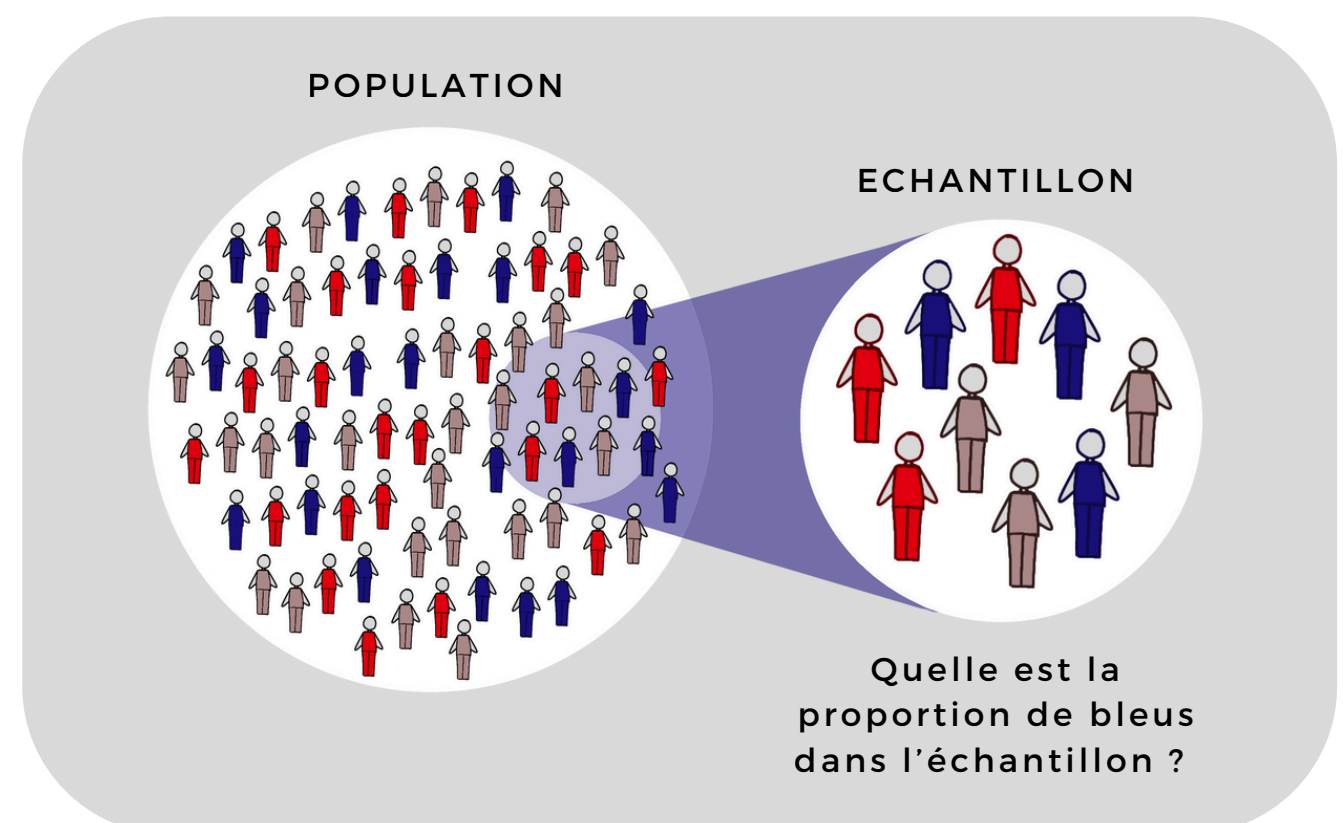 POPULATION
ECHANTILLON
Quelle est la
proportion de bleus
dans l'échantillon ?